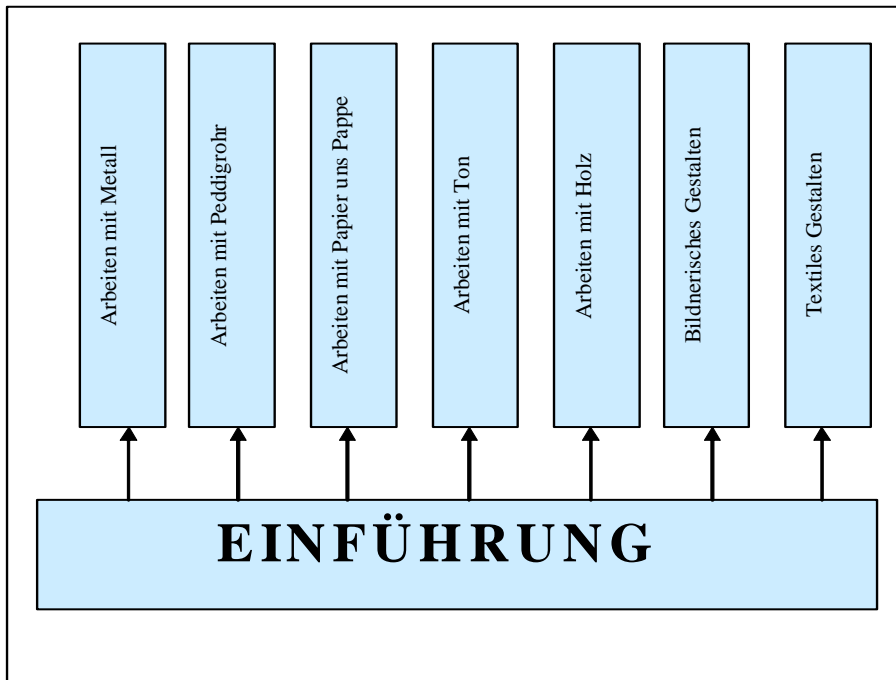 Arbeiten mit Metall
Arbeiten mit Peddigrohr
Arbeiten mit Papier uns Pappe
Arbeiten mit Ton
Arbeiten mit Holz
Bildnerisches Gestalten
Textiles Gestalten
EINFÜHRUNG